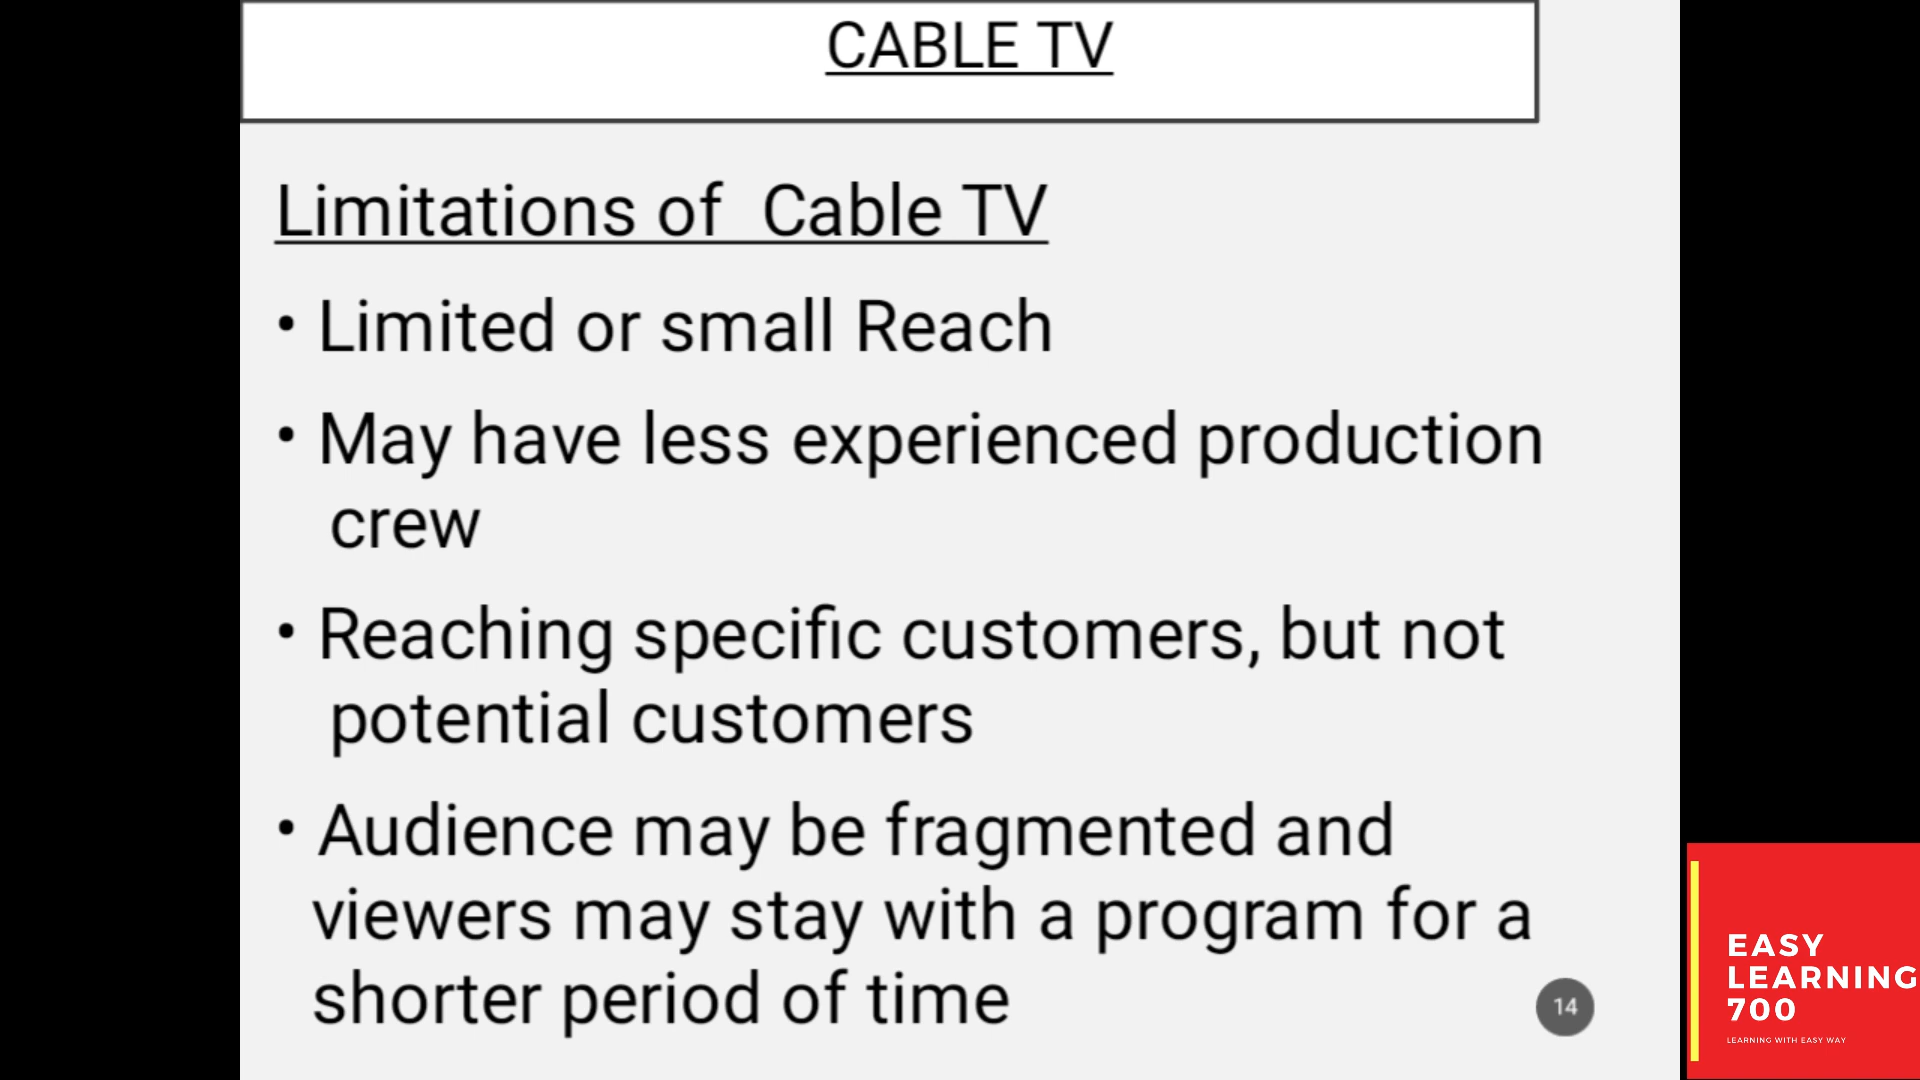 CABLE TV
Limitations of  Cable TV
• Limited or small Reach
• May have less experienced production
crew
• Reaching specific customers, but not
potential customers
• Audience may be fragmented and
viewers may stay with a program for a
shorter period of time
14
EASY
LEARNING
700
LEARNING WITH EASY WAY